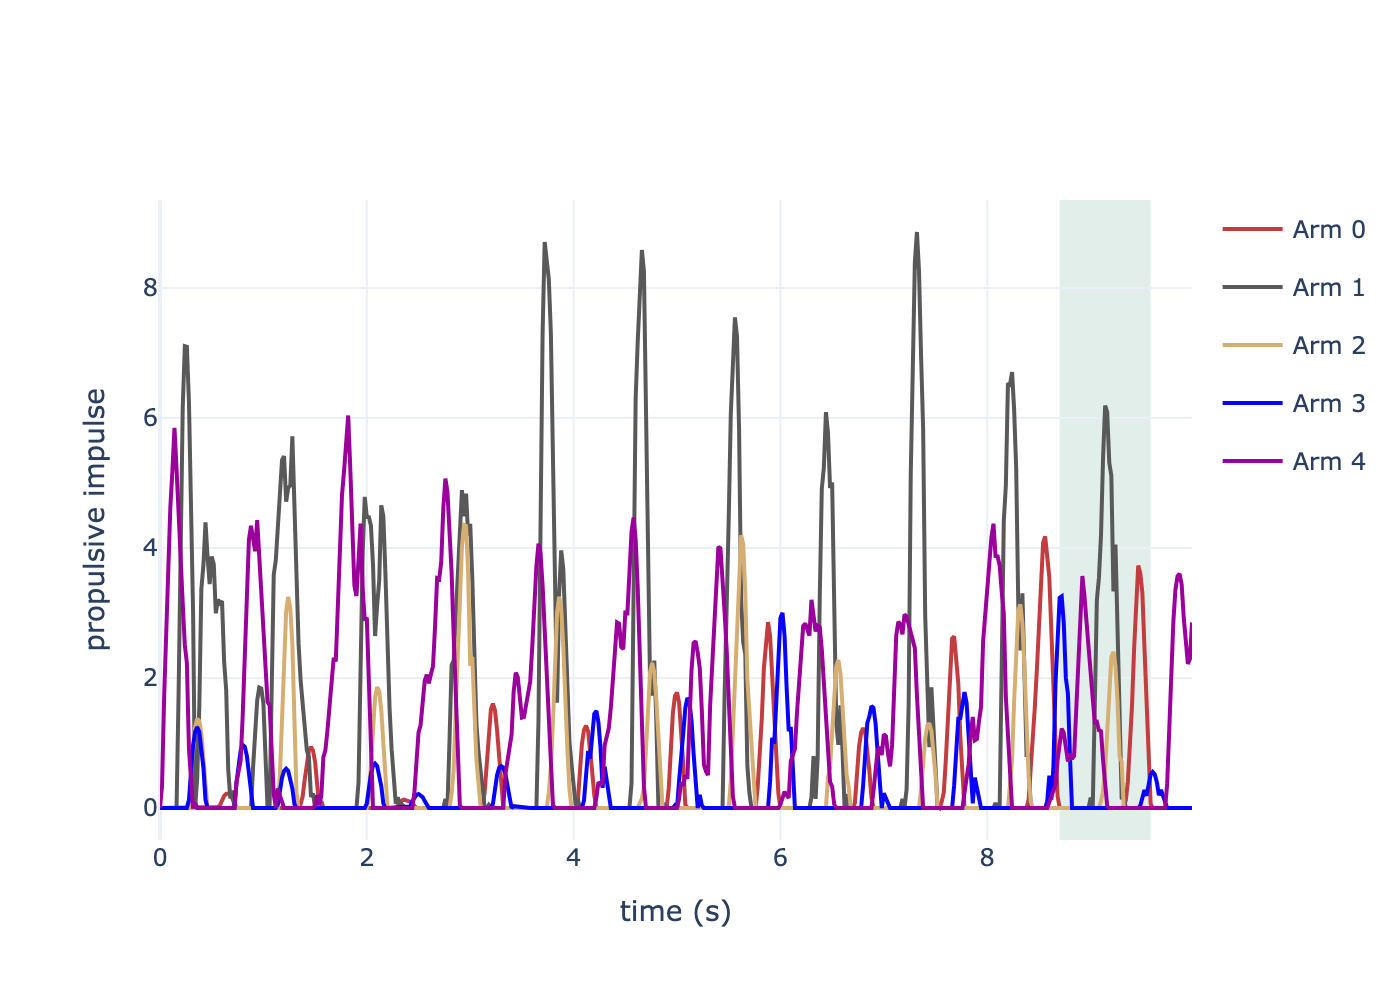 propulsive impulse
8
6
4
2
0
0 2 4 6 8
time (s)
Arm 0
Arm 1
Arm 2
Arm 3
Arm 4